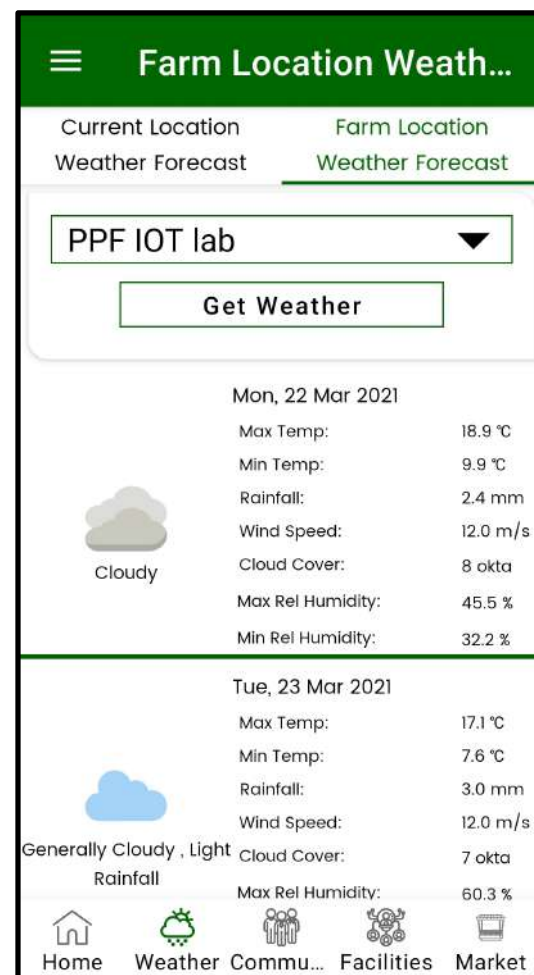 Farm Location Weath...
Current Location
Weather Forecast
Farm Location
Weather Forecast
PPF IOT lab
Get Weather
Mon, 22 Mar 2021
Max Temp: 18.9 °C
Min Temp: 9.9 °C
Rainfall: 2.4 mm
Wind Speed: 12.0 m/s
Cloud Cover: 8 okta
Max Rel Humidity: 45.5 %
Min Rel Humidity: 32.2 %
Cloudy
Tue, 23 Mar 2021
Max Temp: 17.1 °C
Min Temp: 7.6 °C
Rainfall: 3.0 mm
Wind Speed: 12.0 m/s
Cloud Cover: 7 okta
Max Rel Humidity: 60.3 %
Generally Cloudy , Light
Rainfall
Home Weather Commu... Facilities Market